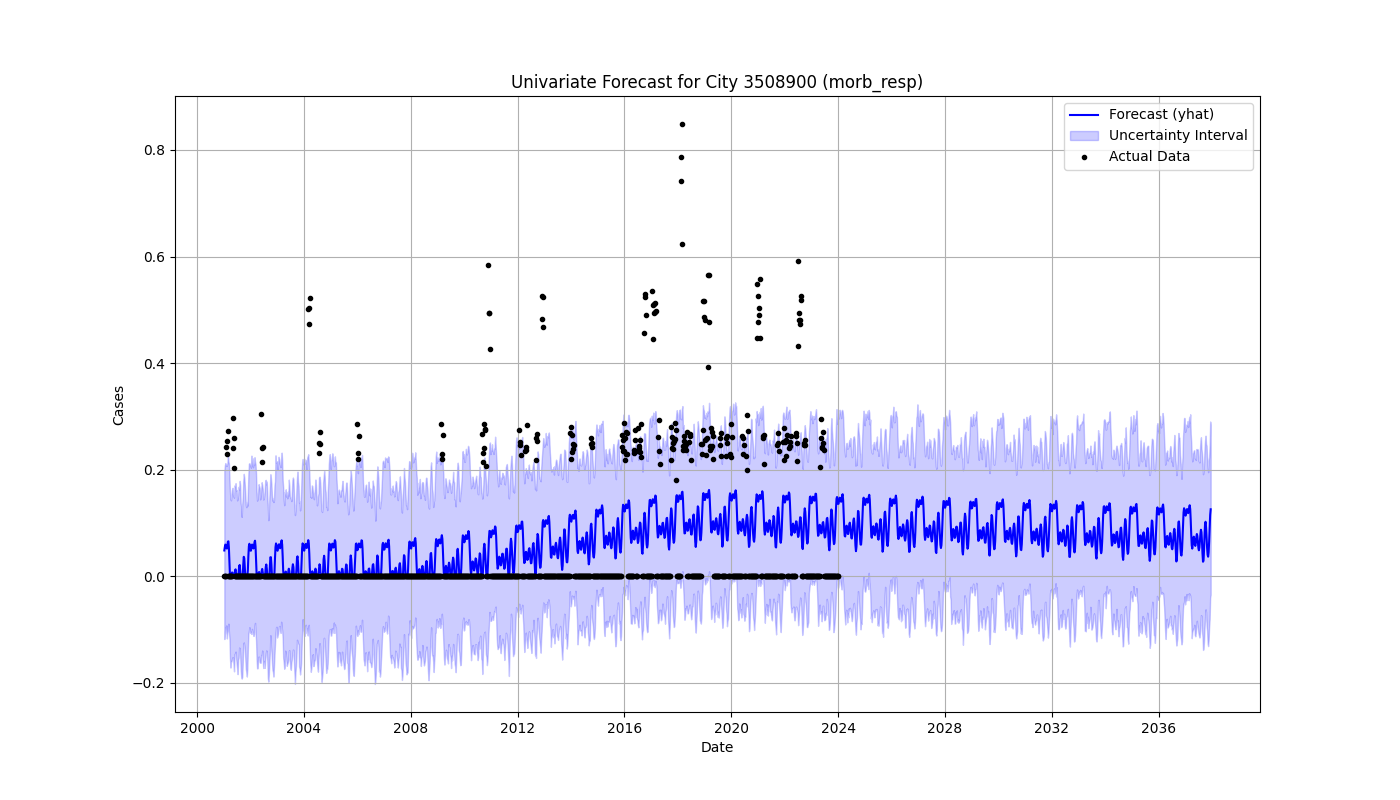 Univariate Forecast for City 3508900 (morb_resp)
Forecast (yhat)
Uncertainty Interval
Actual Data
Cases
0.8
0.6
0.4
0.2
0.0
−0.2
2000 2004 2008 2012 2016 2020 2024 2028 2032 2036
Date